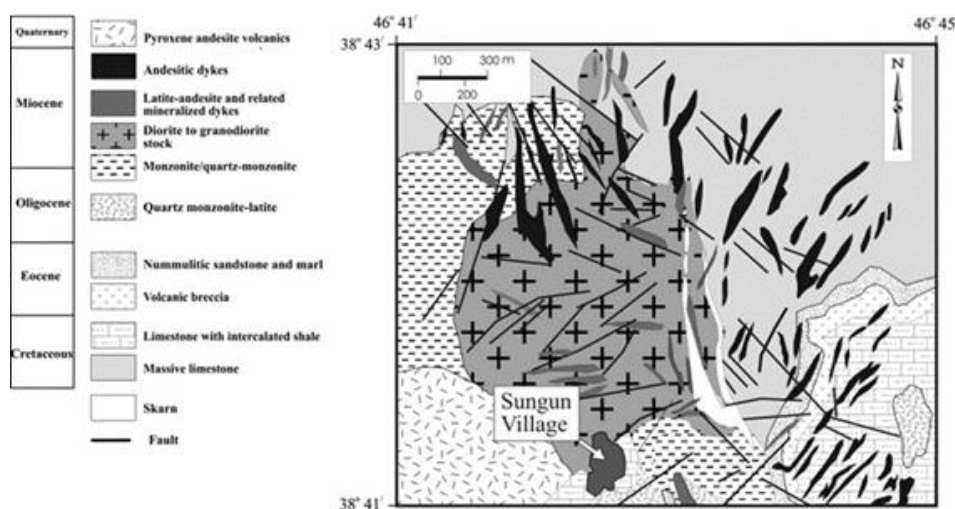 Quaternary
Miocene
Oligocene
Eocene
Cretaceous
Pyroxene andesite volcanics
Andesitic dykes
Latite-andesite and related
mineralized dykes
Diorite to granodiorite
stock
Monzonite/quartz-monzonite
Quartz monzonite-latite
Nummulitic sandstone and marl
Volcanic breccia
Limestone with intercalated shale
Massive limestone
Skarn
Fault
46° 41′
46° 45′
38° 43′
100 300 m
0 200
N
Sungun
Village
38° 41′